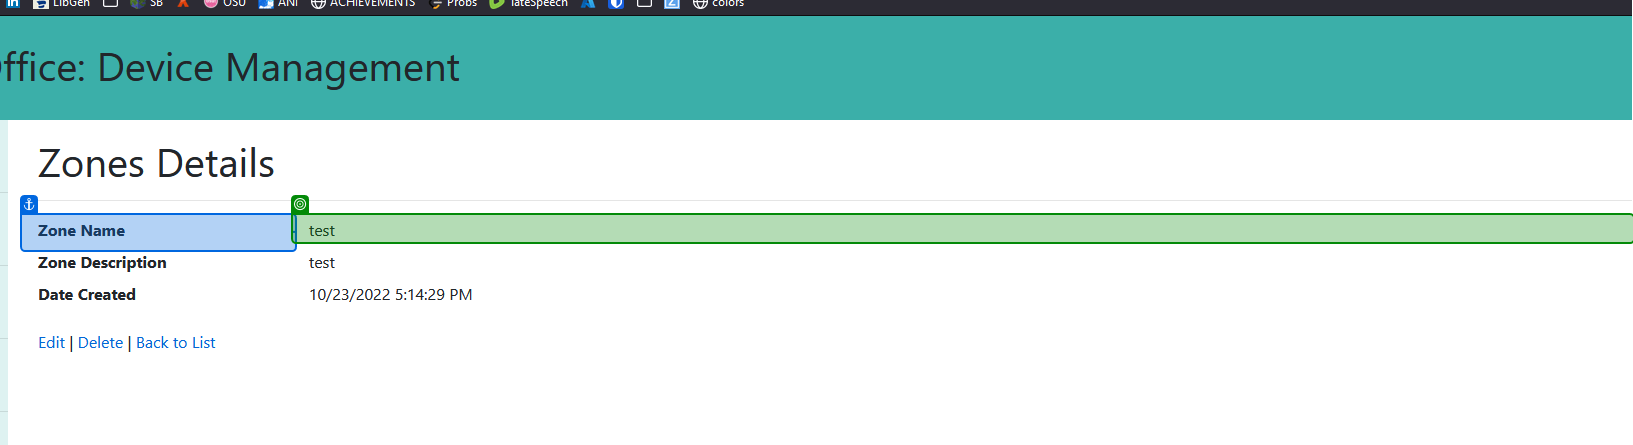 LibGen SB OSU ANI ACHIEVEMENTS Probs lateSpeech colors
ffice: Device Management
Zones Details
Zone Name test
Zone Description test
Date Created 10/23/2022 5:14:29 PM
Edit | Delete | Back to List